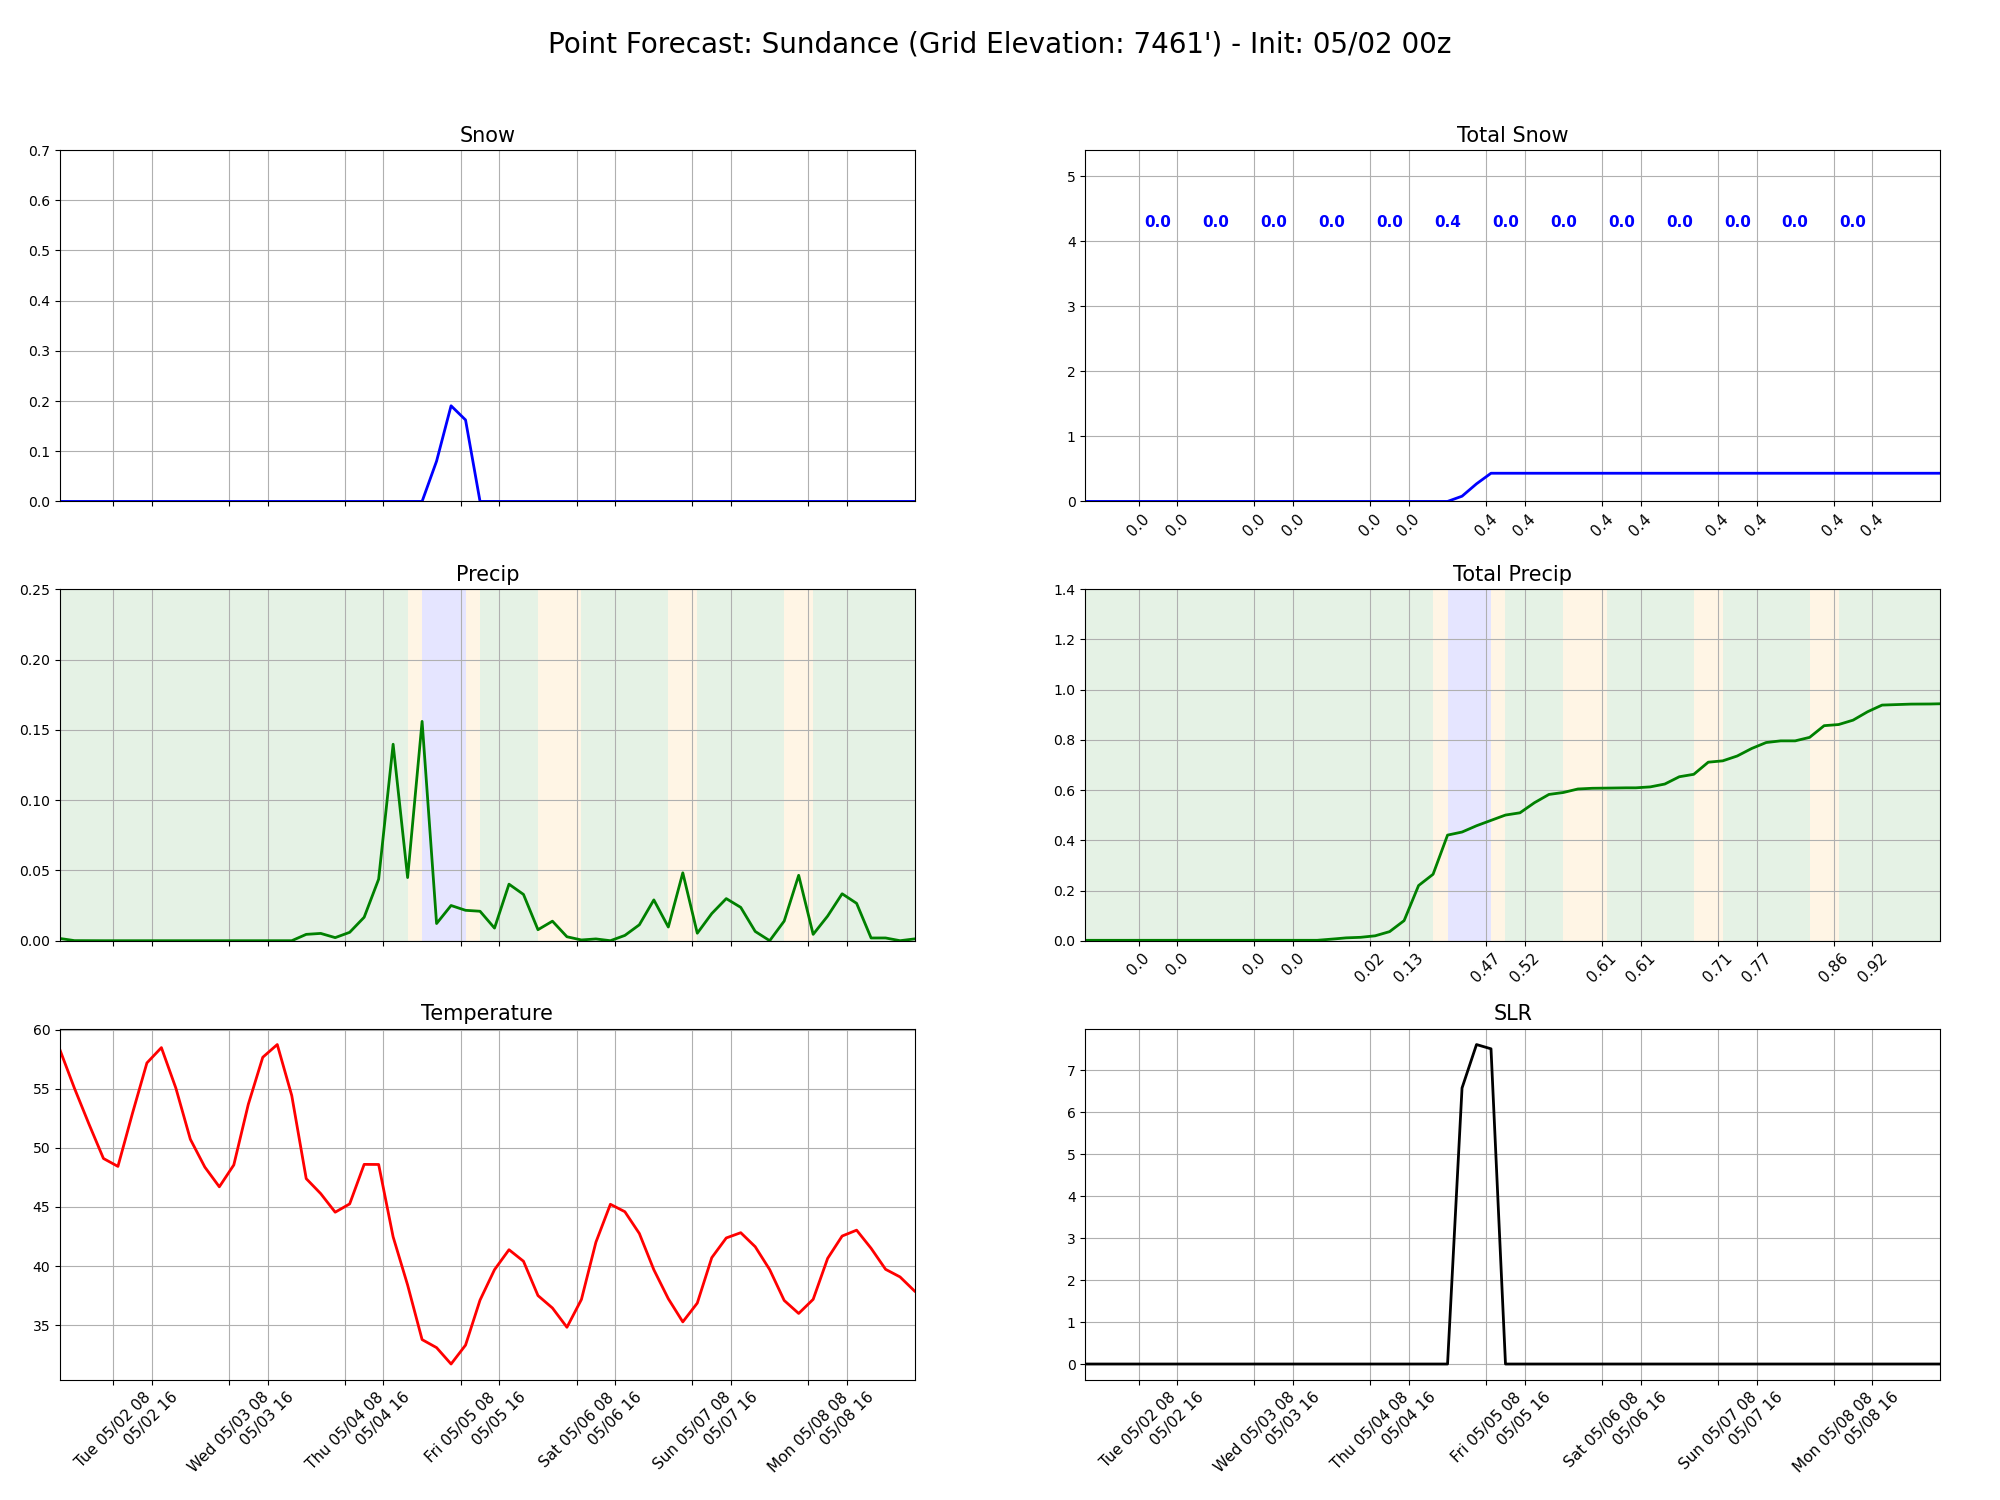 Point Forecast: Sundance (Grid Elevation: 7461') - Init: 05/02 00z
Snow
0.7
0.6
0.5
0.4
0.3
0.2
0.1
0.0
Total Snow
5
4
3
2
1
0
0.0 0.0 0.0 0.0 0.0 0.4 0.0 0.0 0.0 0.0 0.0 0.0 0.0
0.0 0.0 0.0 0.0 0.0 0.0 0.4 0.4 0.4 0.4 0.4 0.4 0.4 0.4
Precip
0.25
0.20
0.15
0.10
0.05
0.00
Total Precip
1.4
1.2
1.0
0.8
0.6
0.4
0.2
0.0
0.0 0.0 0.0 0.0 0.02 0.13 0.47 0.52 0.61 0.61 0.71 0.77 0.86 0.92
Temperature
60
55
50
45
40
35
Tue 05/02 08
05/02 16
Wed 05/03 08
05/03 16
Thu 05/04 08
05/04 16
Fri 05/05 08
05/05 16
Sat 05/06 08
05/06 16
Sun 05/07 08
05/07 16
Mon 05/08 08
05/08 16
SLR
7
6
5
4
3
2
1
0
Tue 05/02 08
05/02 16
Wed 05/03 08
05/03 16
Thu 05/04 08
05/04 16
Fri 05/05 08
05/05 16
Sat 05/06 08
05/06 16
Sun 05/07 08
05/07 16
Mon 05/08 08
05/08 16